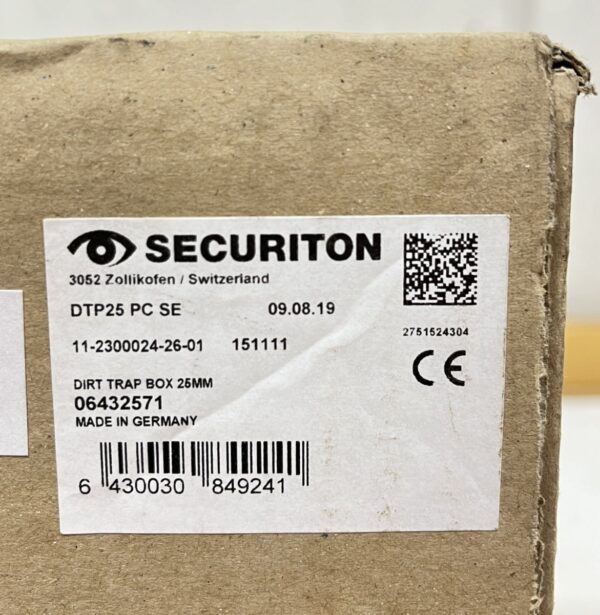 SECURITON
3052 Zollikofen / Switzerland
DTP25 PC SE 09.08.19
11-2300024-26-01 151111
2751524304
CE
DIRT TRAP BOX 25MM
06432571
MADE IN GERMANY
6 430030 849241